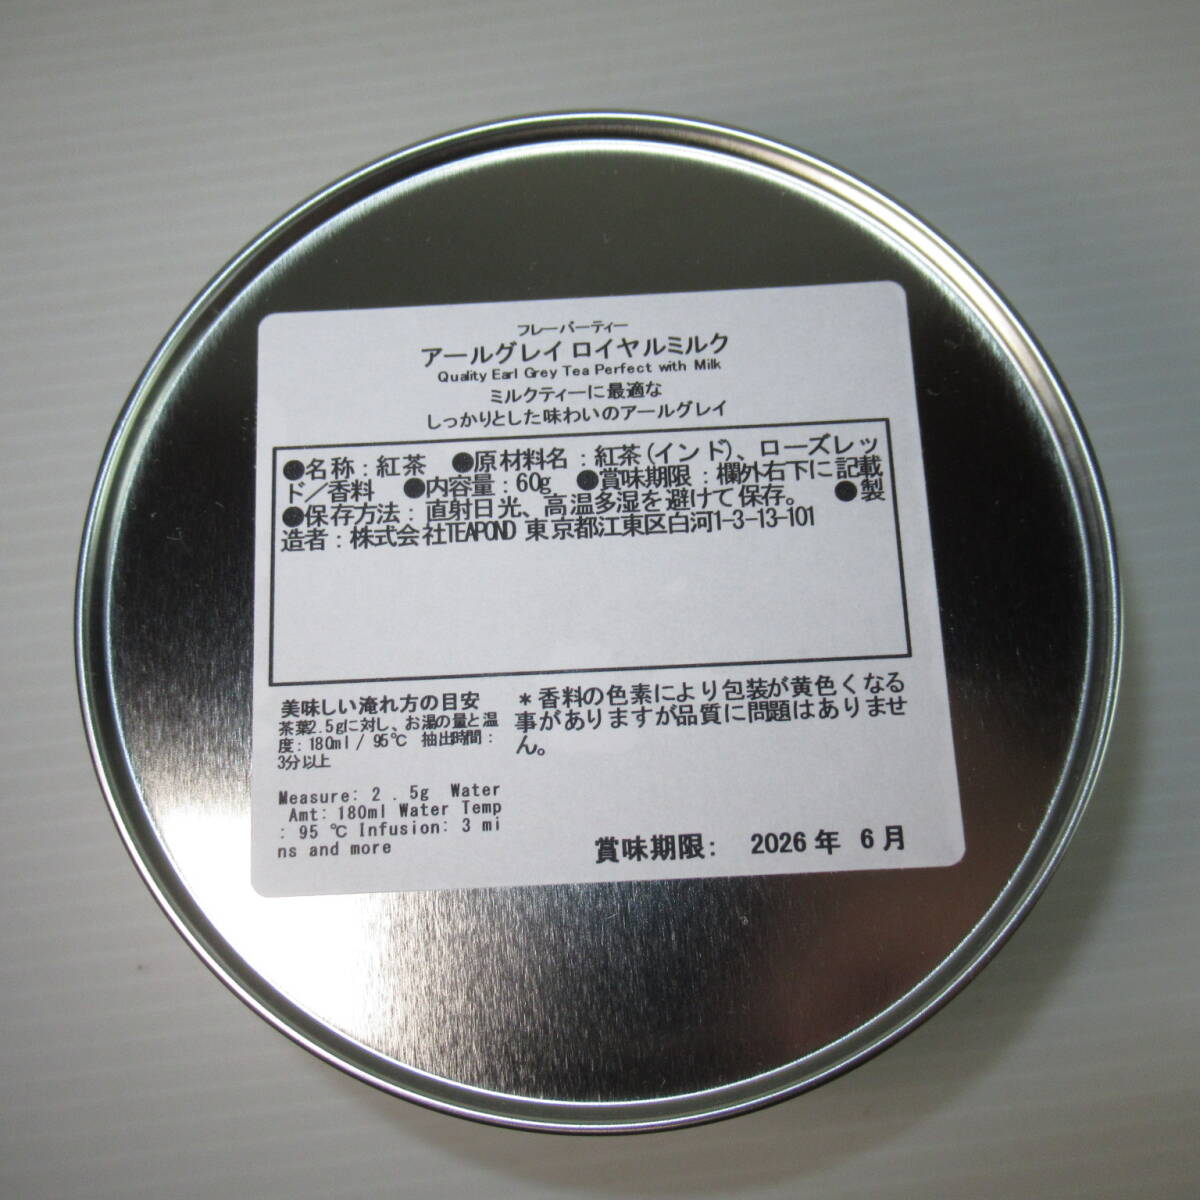 フレーバーティー
アールグレイ ロイヤルミルク
Quality Earl Grey Tea Perfect with Milk
ミルクティーに最適な
しっかりとした味わいのアールグレイ
●名称：紅茶　●原材料名：紅茶(インド)、ローズレッ
ド／香料　●内容量：60g　●賞味期限：欄外右下に記載
●保存方法：直射日光、高温多湿を避けて保存。　●製
造者：株式会社TEAPOND 東京都江東区白河1-3-13-101
美味しい淹れ方の目安
茶葉2.5gに対し、お湯の量と温
度：180ml / 95℃　抽出時間：
3分以上
＊香料の色素により包装が黄色くなる
事がありますが品質に問題はありませ
ん。
Measure: 2 . 5g Water
Amt: 180ml Water Temp
: 95 ℃ Infusion: 3 mi
ns and more
賞味期限： 2026 年 6 月